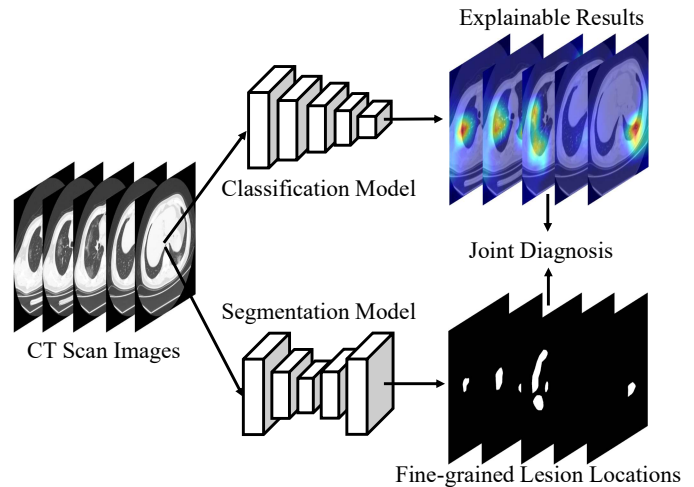 Explainable Results
Classification Model
Joint Diagnosis
Segmentation Model
CT Scan Images
Fine-grained Lesion Locations